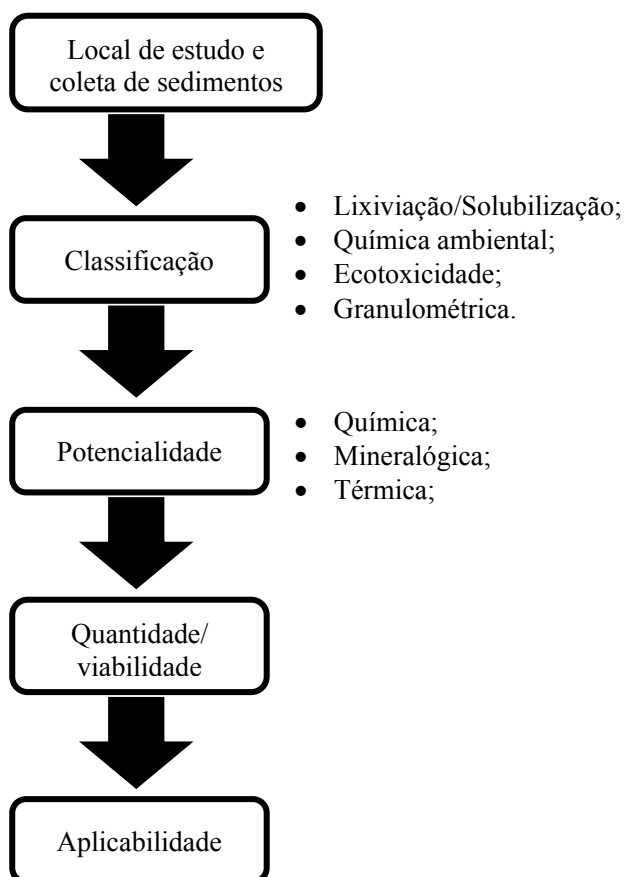 Local de estudo e
coleta de sedimentos
Classificação
• Lixiviação/Solubilização;
• Química ambiental;
• Ecotoxicidade;
• Granulométrica.
Potencialidade
• Química;
• Mineralógica;
• Térmica;
Quantidade/
viabilidade
Aplicabilidade